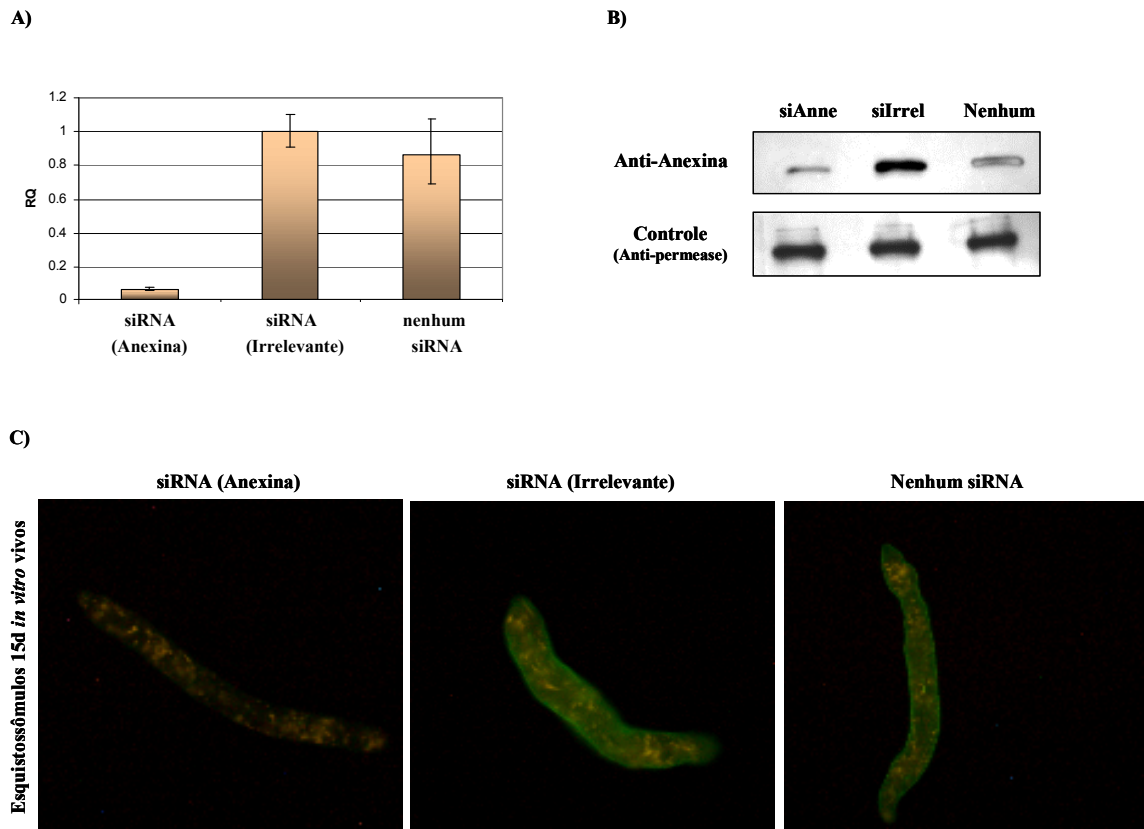 A)
1.2
1
0.8
0.6
0.4
0.2
0
RQ
siRNA
(Anexina)
siRNA
(Irrelevante)
nenhum
siRNA
B)
siAnne siIrrel Nenhum
Anti-Anexina
Controle
(Anti-permease)
C)
siRNA (Anexina)
siRNA (Irrelevante)
Nenhum siRNA
Esquistossômulos 15d in vitro vivos